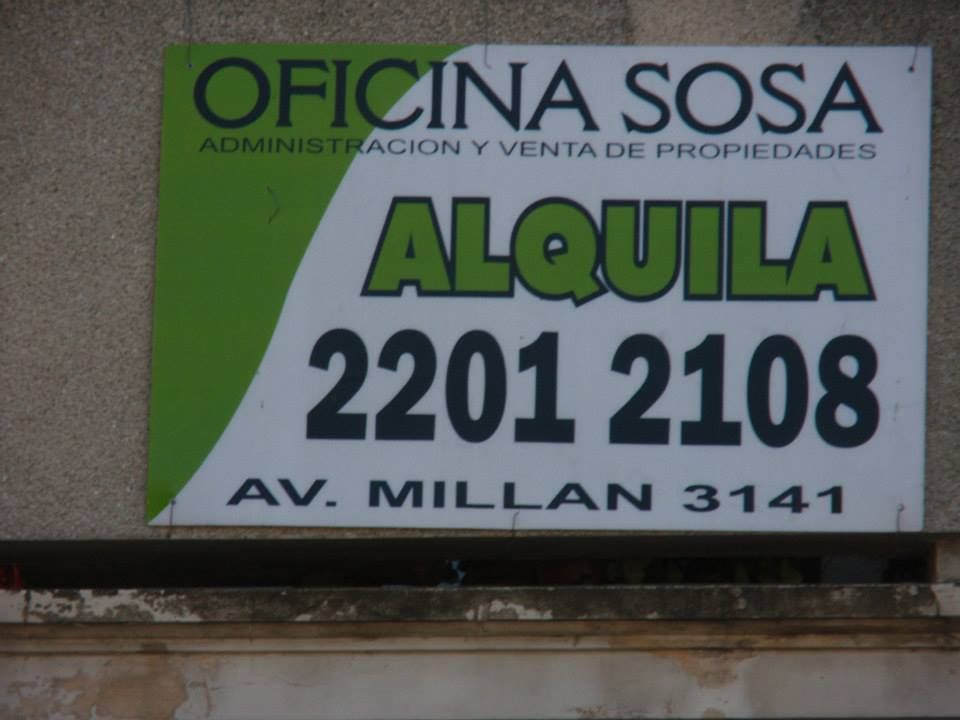 OFICINA SOSA
ADMINISTRACION Y VENTA DE PROPIEDADES
ALQUILA
2201 2108
AV. MILLAN 3141